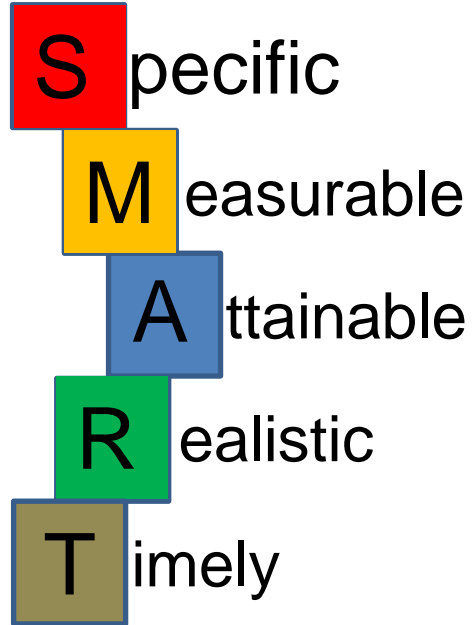 Specific
Measurable
Attainable
Realistic
Timely